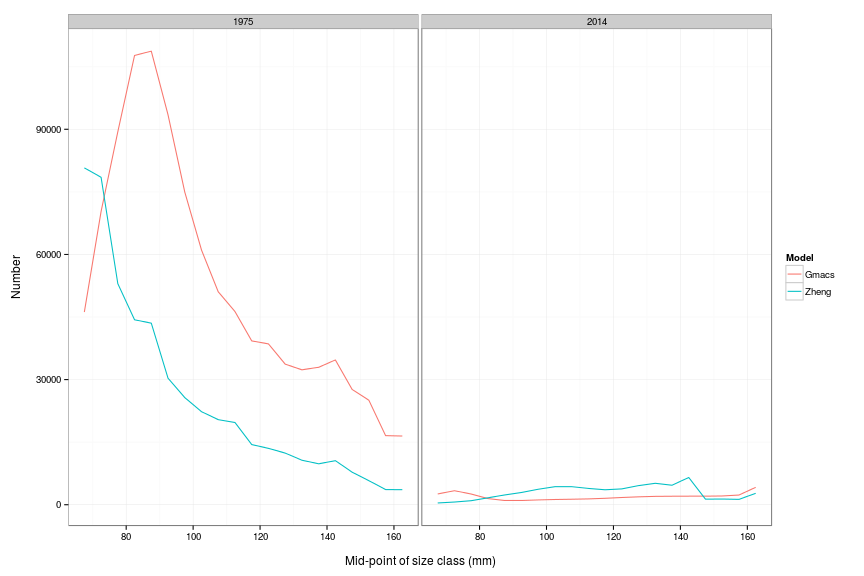 1975 2014
Number
90000
60000
30000
0
80 100 120 140 160 80 100 120 140 160
Mid-point of size class (mm)
Model
Gmacs
Zheng